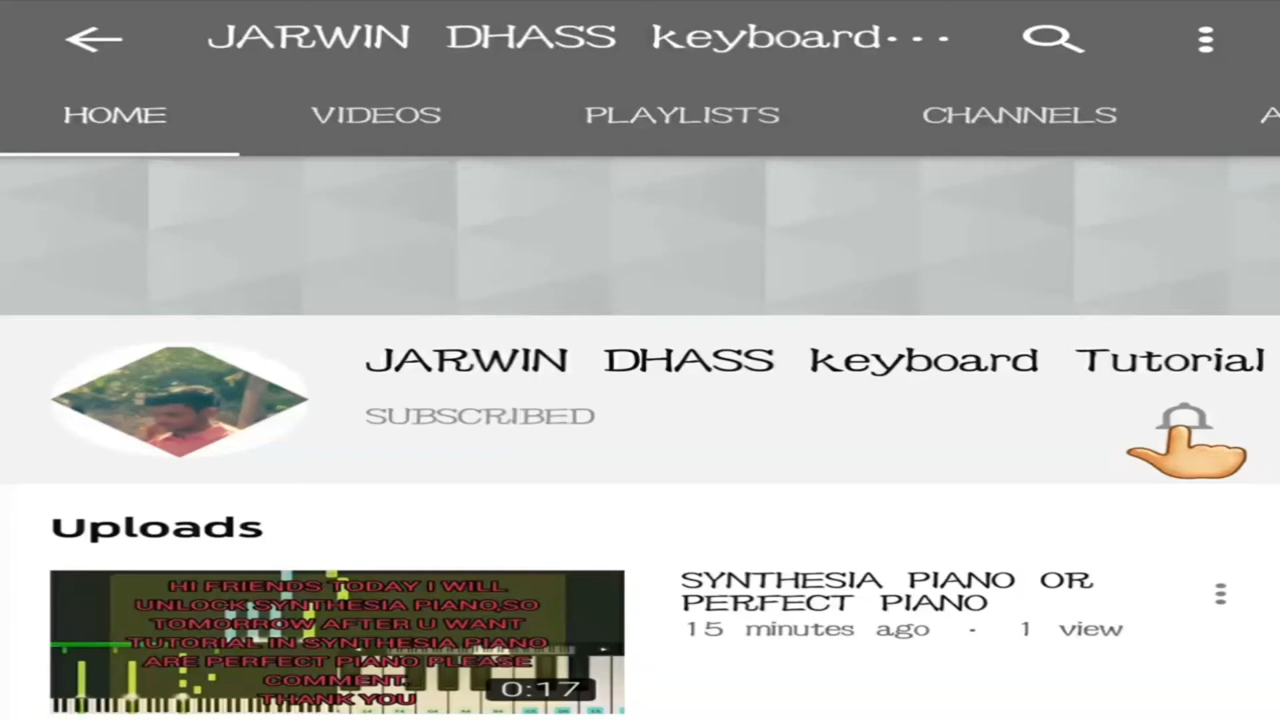 JARWIN DHASS keyboard...
HOME VIDEOS PLAYLISTS CHANNELS A
JARWIN DHASS keyboard Tutorial
SUBSCRIBED
Uploads
HI FRIENDS TODAY I WILL
UNLOCK SYNTHESIA PIANO,SO
TOMORROW AFTER U WANT
TUTORIAL IN SYNTHESIA PIANO
ARE PERFECT PIANO PLEASE
COMMENT.
THANK YOU
0:17
SYNTHESIA PIANO OR
PERFECT PIANO
15 minutes ago · 1 view